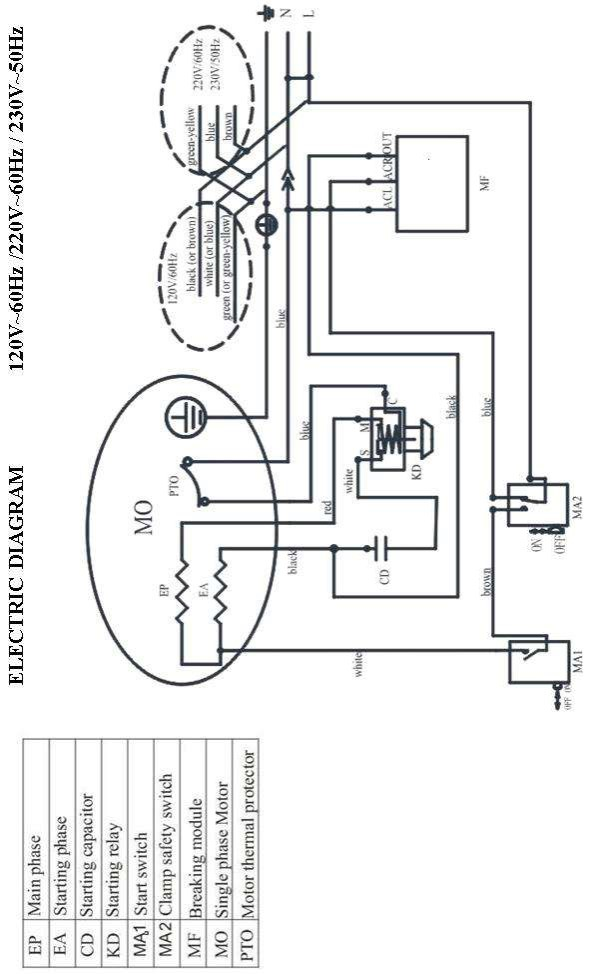 ELECTRIC DIAGRAM 120V~60Hz /220V~60Hz / 230V~50Hz
EP Main phase
EA Starting phase
CD Starting capacitor
KD Starting relay
MA1 Start switch
MA2 Clamp safety switch
MF Breaking module
MO Single phase Motor
PTO Motor thermal protector
MO
EP
EA
PTO
120V/60Hz
black (or brown)
white (or blue)
green (or green-yellow)
220V/60Hz
230V/50Hz
green-yellow
blue
brown
N
L
blue
ACL
ACR
OUT
MF
white
black
red
blue
white
S
M
C
KD
CD
black
blue
brown
OFF ON
MA1
ON
OFF
MA2